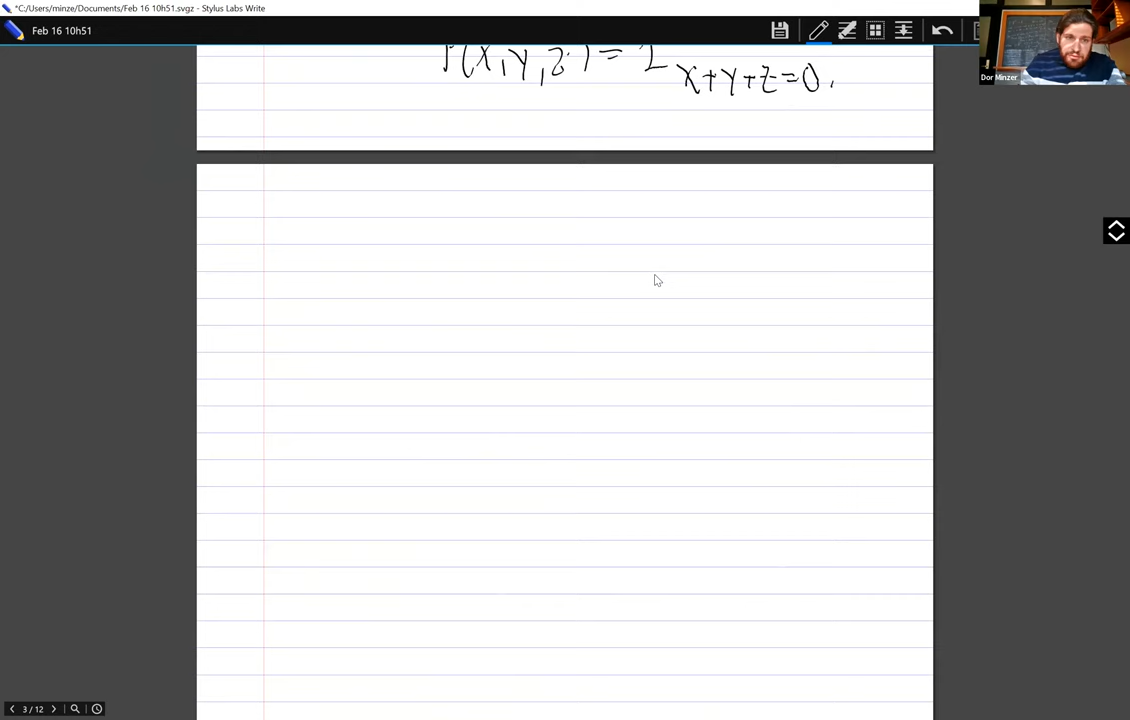 *C:/Users/minze/Documents/Feb 16 10h51.svgz - Stylus Labs Write
Feb 16 10h51
P(x,y,z) = 1 x+y+z=0.
Dor Minzer
3 / 12